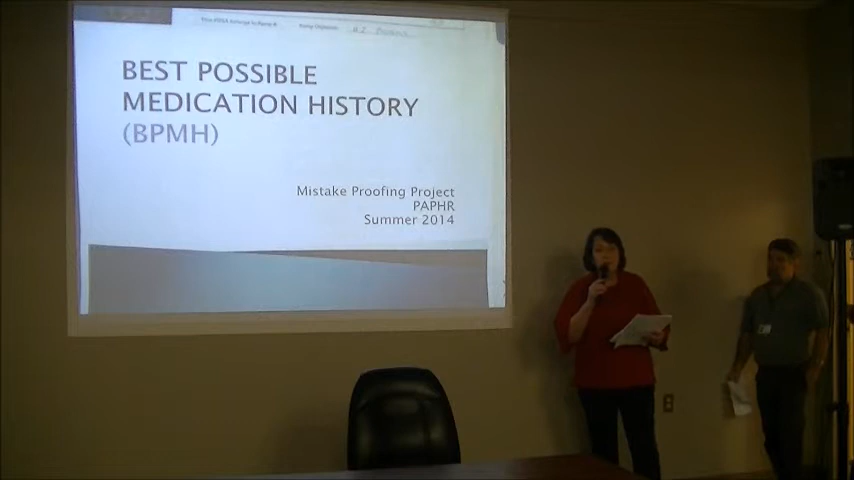 BEST POSSIBLE
MEDICATION HISTORY
(BPMH)
Mistake Proofing Project
PAPHR
Summer 2014